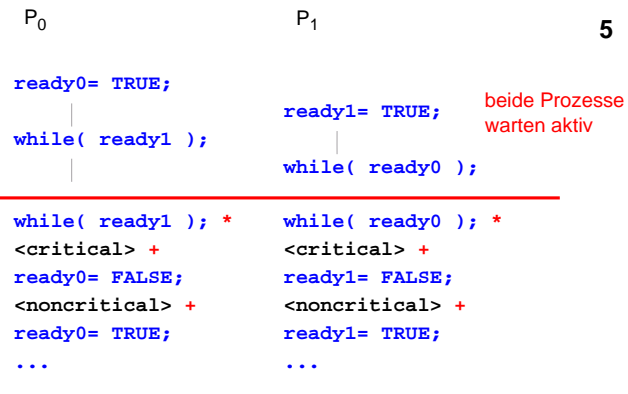 P0 P1
5
ready0= TRUE;
ready1= TRUE;
beide Prozesse
warten aktiv
while( ready1 );
while( ready0 );
while( ready1 ); * while( ready0 ); *
<critical> + <critical> +
ready0= FALSE; ready1= FALSE;
<noncritical> + <noncritical> +
ready0= TRUE; ready1= TRUE;
... ...